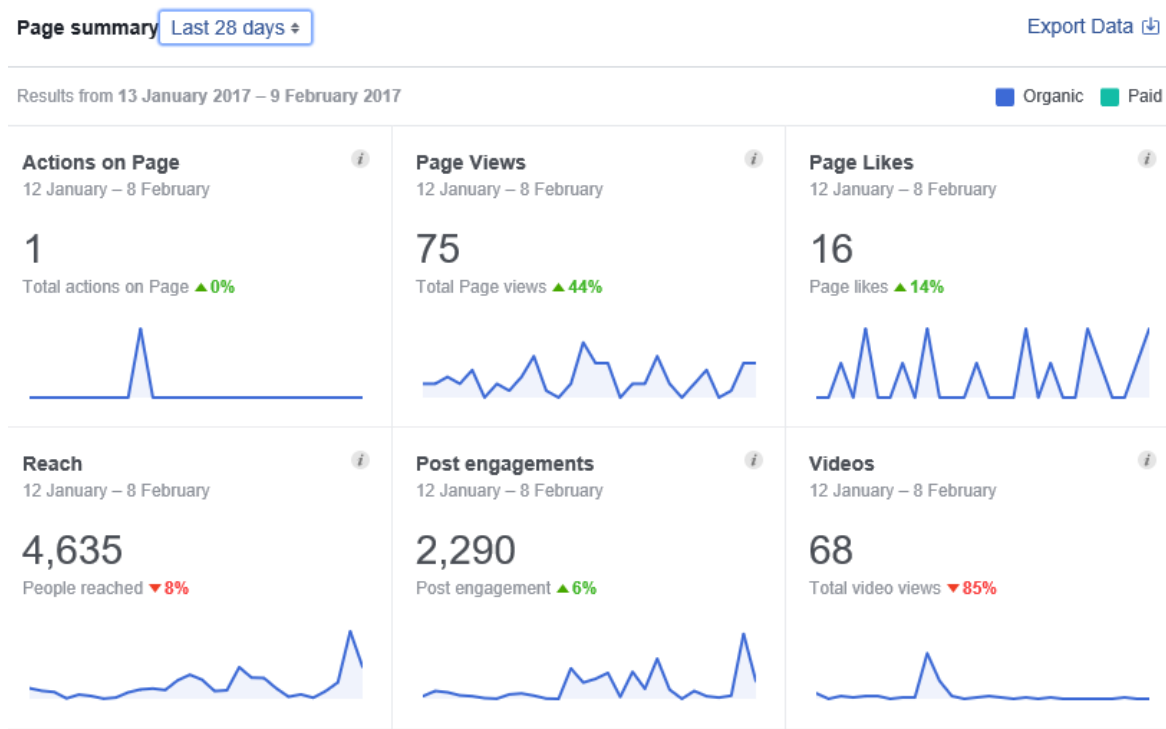 Page summary Last 28 days Export Data
Results from 13 January 2017 – 9 February 2017 Organic Paid
Actions on Page i
12 January – 8 February
1
Total actions on Page 0%
Page Views i
12 January – 8 February
75
Total Page views 44%
Page Likes i
12 January – 8 February
16
Page likes 14%
Reach i
12 January – 8 February
4,635
People reached 8%
Post engagements i
12 January – 8 February
2,290
Post engagement 6%
Videos i
12 January – 8 February
68
Total video views 85%